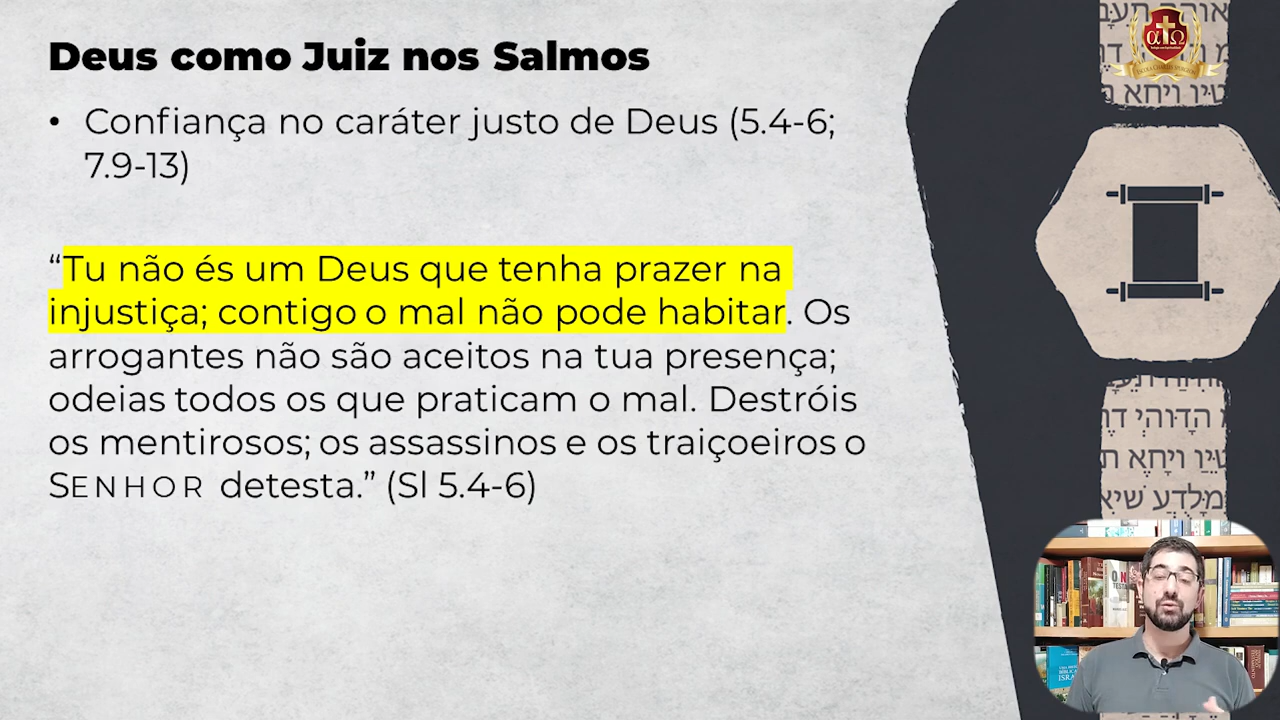 Deus como Juiz nos Salmos
• Confiança no caráter justo de Deus (5.4-6;
7.9-13)
“Tu não és um Deus que tenha prazer na
injustiça; contigo o mal não pode habitar. Os
arrogantes não são aceitos na tua presença;
odeias todos os que praticam o mal. Destróis
os mentirosos; os assassinos e os traiçoeiros o
SENHOR detesta.” (Sl 5.4-6)